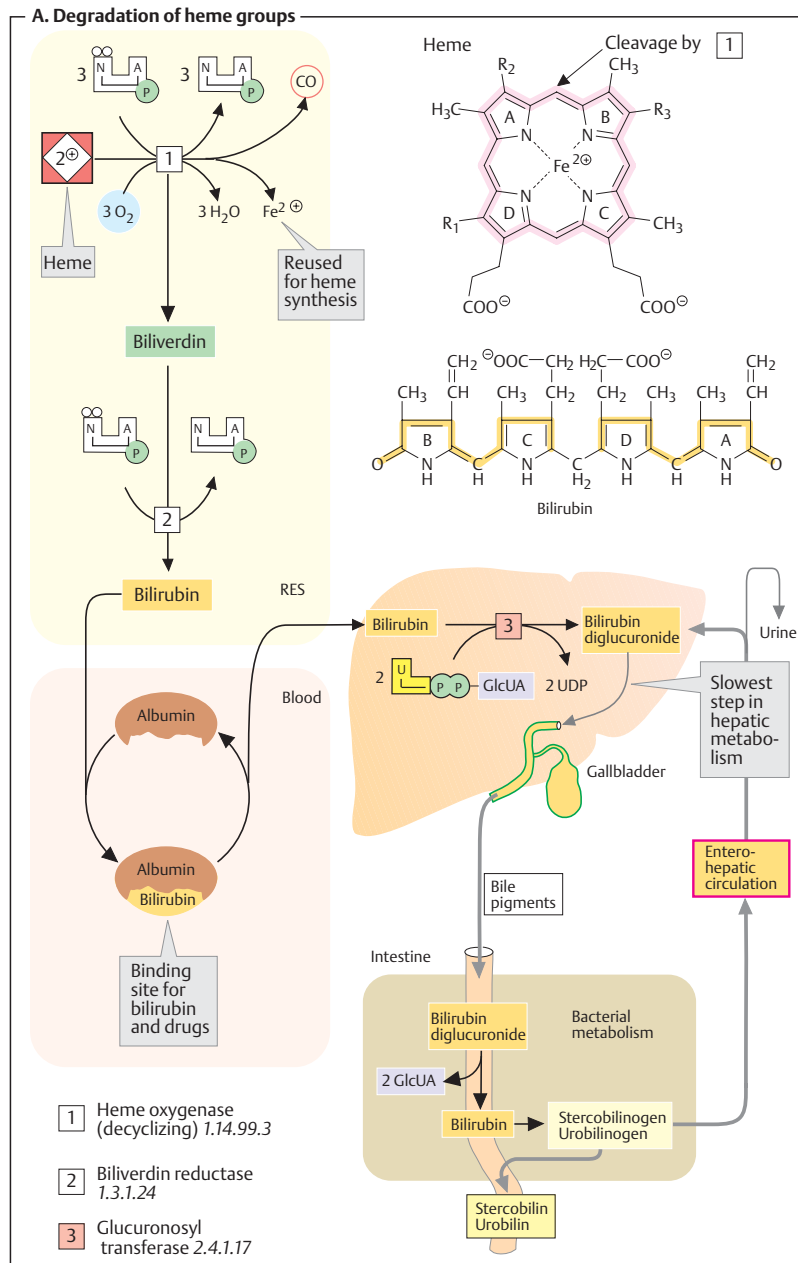 A. Degradation of heme groups
3
N A
P
3
N A
P
CO
2⊕
1
3 O₂
3 H₂O
Fe²⊕
Heme
Reused
for heme
synthesis
Biliverdin
N A
P
N A
P
2
Bilirubin
RES
Heme
Cleavage by 1
R₂
CH₃
H₃C
A
B
R₃
N
N
Fe²⊕
N
N
R₁
D
C
CH₃
COO⊖
COO⊖
CH₂
⊖OOC
CH₂
H₂C
COO⊖
CH₂
CH₃
CH
CH₃
CH₂
CH₂
CH₃
CH₃
CH
B
C
D
A
O
N
H
C
H
N
H
C
H₂
N
H
C
H
N
H
O
Bilirubin
Blood
Albumin
Albumin
Bilirubin
Binding
site for
bilirubin
and drugs
Bilirubin
3
Bilirubin
diglucuronide
Urine
2
U
P P
GlcUA
2 UDP
Slowest
step in
hepatic
metabo-
lism
Gallbladder
Entero-
hepatic
circulation
Bile
pigments
Intestine
Bilirubin
diglucuronide
Bacterial
metabolism
2 GlcUA
Bilirubin
Stercobilinogen
Urobilinogen
Stercobilin
Urobilin
1
Heme oxygenase
(decyclizing) 1.14.99.3
2
Biliverdin reductase
1.3.1.24
3
Glucuronosyl
transferase 2.4.1.17